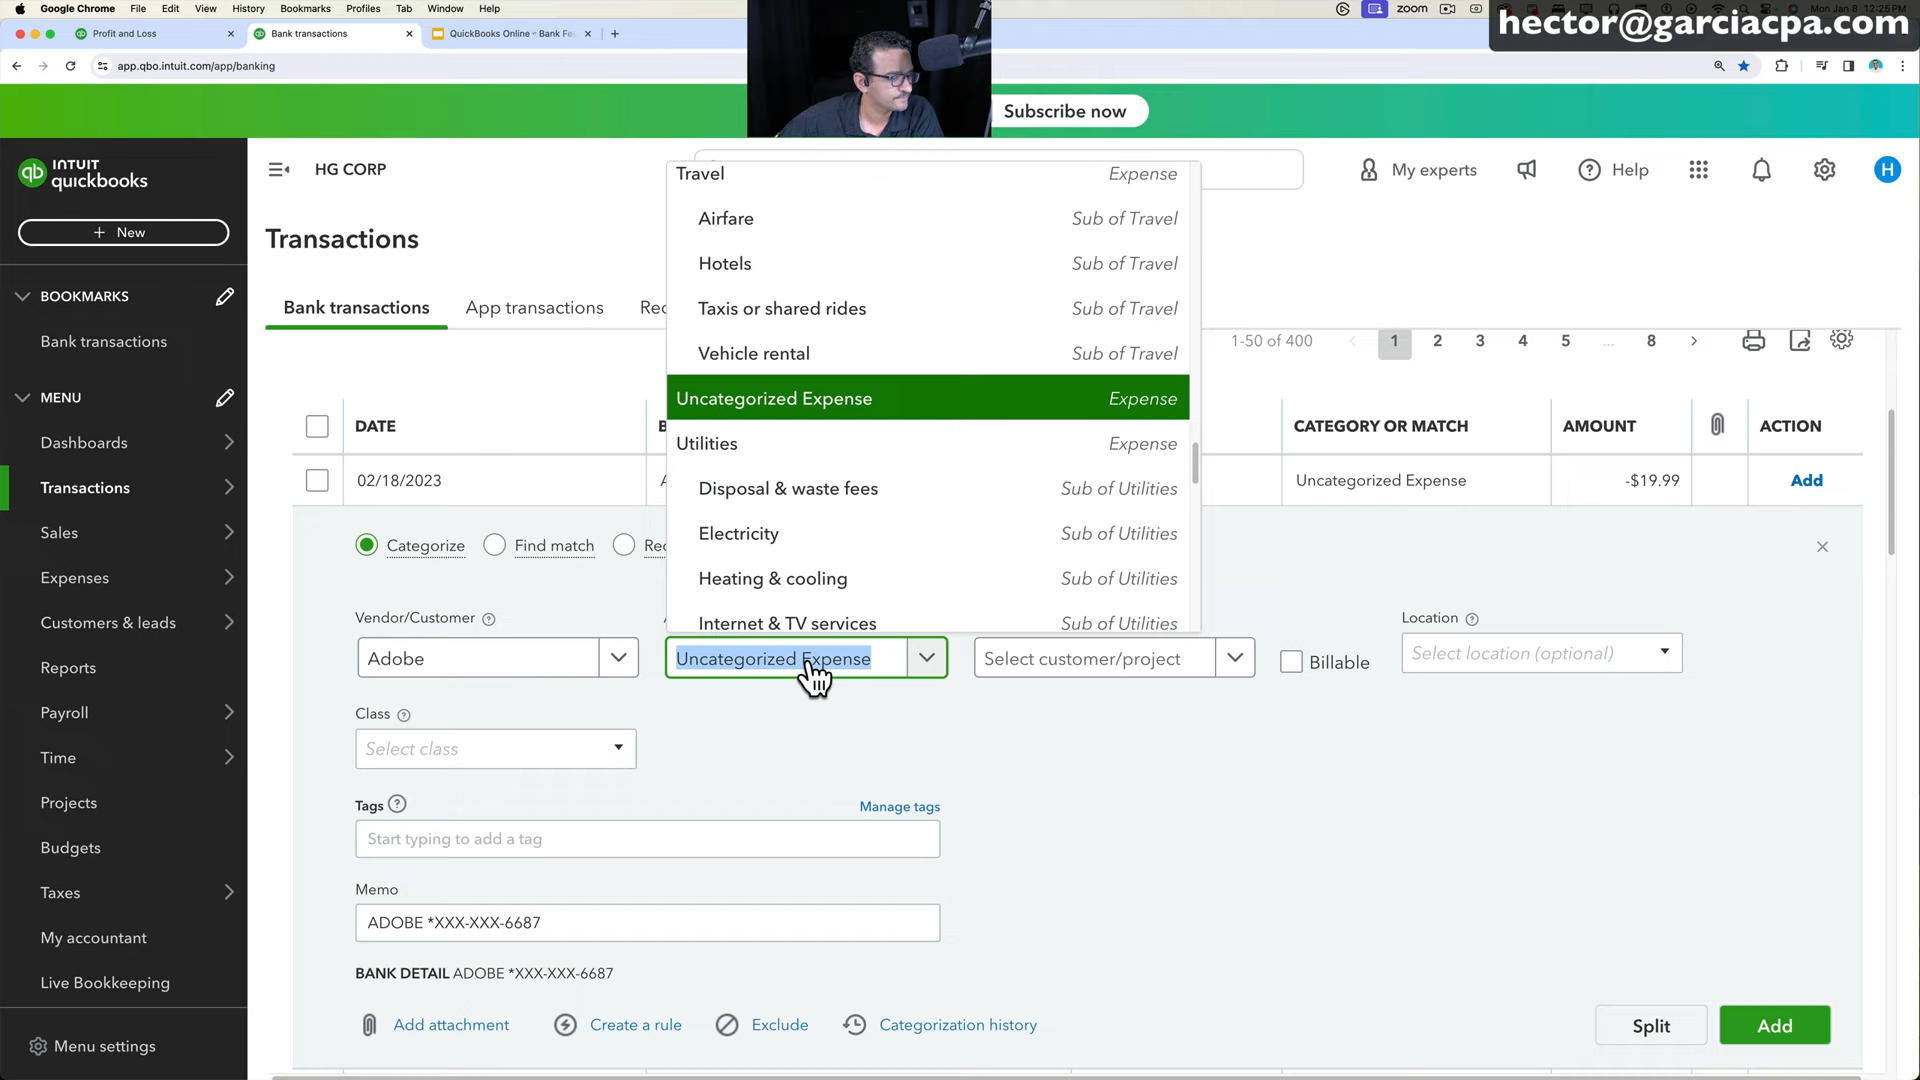 Google Chrome File Edit View History Bookmarks Profiles Tab Window Help
zoom
Mon Jan 8 12:25 PM
hector@garciacpa.com
Profit and Loss
Bank transactions
QuickBooks Online – Bank Fe
app.qbo.intuit.com/app/banking
Subscribe now
INTUIT
quickbooks
HG CORP
My experts
Help
H
+ New
Transactions
BOOKMARKS
Bank transactions
MENU
Dashboards
Transactions
Sales
Expenses
Customers & leads
Reports
Payroll
Time
Projects
Budgets
Taxes
My accountant
Live Bookkeeping
Menu settings
Bank transactions
App transactions
Rec
1-50 of 400
1 2 3 4 5 ... 8
Travel Expense
Airfare Sub of Travel
Hotels Sub of Travel
Taxis or shared rides Sub of Travel
Vehicle rental Sub of Travel
Uncategorized Expense Expense
Utilities Expense
Disposal & waste fees Sub of Utilities
Electricity Sub of Utilities
Heating & cooling Sub of Utilities
Internet & TV services Sub of Utilities
DATE
CATEGORY OR MATCH
AMOUNT
ACTION
02/18/2023
Uncategorized Expense
-$19.99
Add
Categorize
Find match
Rec
Vendor/Customer
Location
Adobe
Uncategorized Expense
Select customer/project
Billable
Select location (optional)
Class
Select class
Tags
Manage tags
Start typing to add a tag
Memo
ADOBE *XXX-XXX-6687
BANK DETAIL ADOBE *XXX-XXX-6687
Add attachment
Create a rule
Exclude
Categorization history
Split
Add